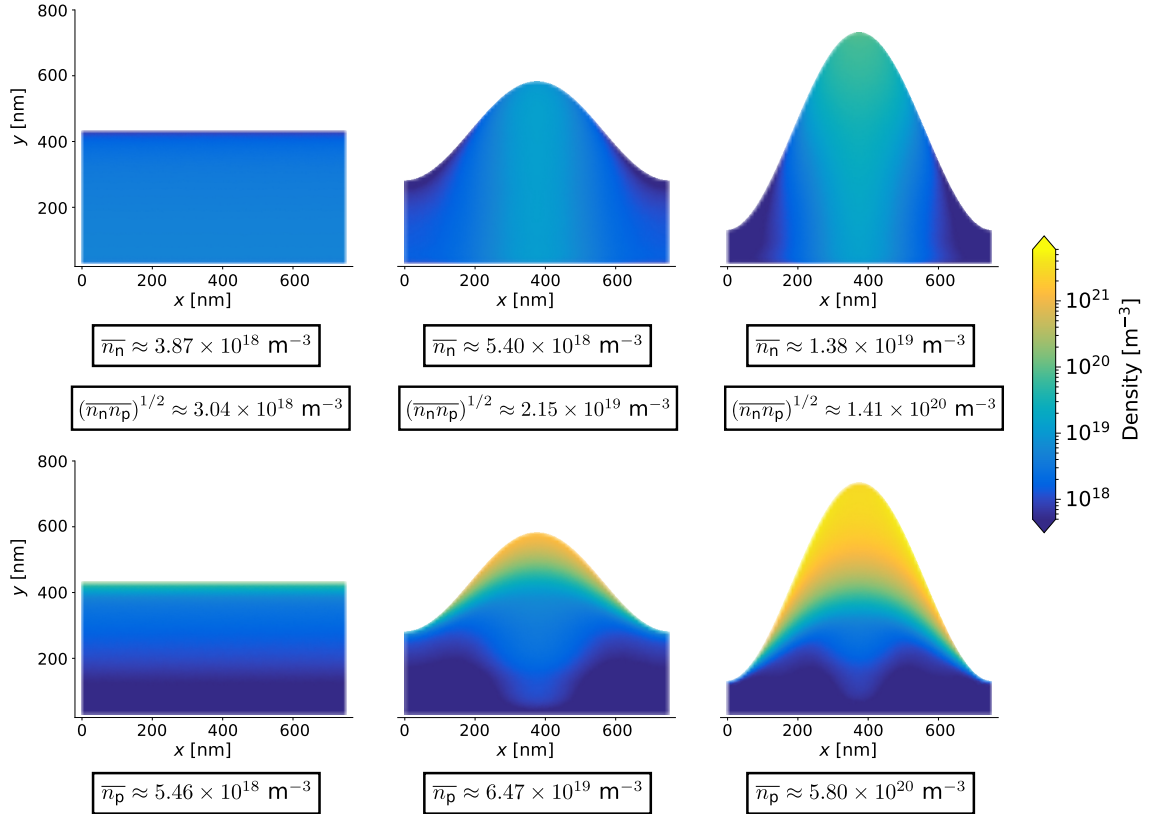 800
600
400
200
y [nm]
0 200 400 600
x [nm]
0 200 400 600
x [nm]
0 200 400 600
x [nm]
n̅ₙ ≈ 3.87 × 10¹⁸ m⁻³
n̅ₙ ≈ 5.40 × 10¹⁸ m⁻³
n̅ₙ ≈ 1.38 × 10¹⁹ m⁻³
(n̅ₙn̅ₚ)¹/² ≈ 3.04 × 10¹⁸ m⁻³
(n̅ₙn̅ₚ)¹/² ≈ 2.15 × 10¹⁹ m⁻³
(n̅ₙn̅ₚ)¹/² ≈ 1.41 × 10²⁰ m⁻³
10²¹
10²⁰
10¹⁹
10¹⁸
Density [m⁻³]
800
600
400
200
y [nm]
0 200 400 600
x [nm]
0 200 400 600
x [nm]
0 200 400 600
x [nm]
n̅ₚ ≈ 5.46 × 10¹⁸ m⁻³
n̅ₚ ≈ 6.47 × 10¹⁹ m⁻³
n̅ₚ ≈ 5.80 × 10²⁰ m⁻³